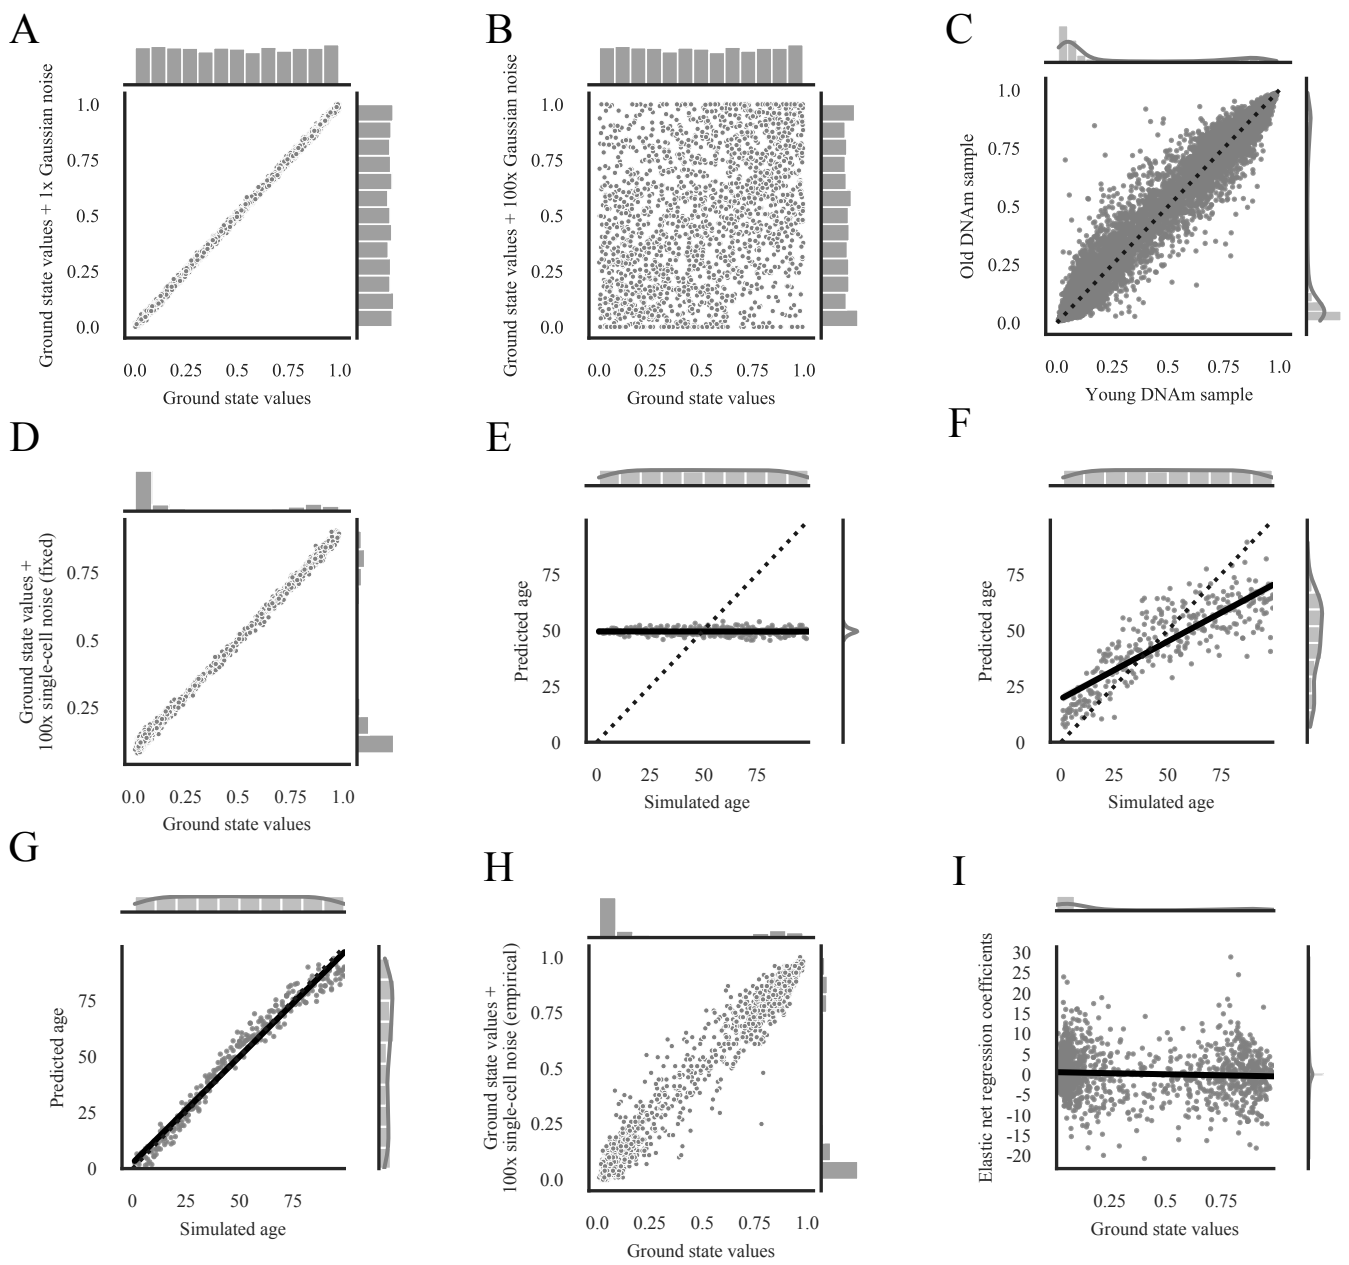 A
Ground state values + 1x Gaussian noise
1.0
0.75
0.5
0.25
0.0
0.0 0.25 0.5 0.75 1.0
Ground state values
B
Ground state values + 100x Gaussian noise
1.0
0.75
0.5
0.25
0.0
0.0 0.25 0.5 0.75 1.0
Ground state values
C
Old DNAm sample
1.0
0.75
0.5
0.25
0.0
0.0 0.25 0.5 0.75 1.0
Young DNAm sample
D
Ground state values +
100x single-cell noise (fixed)
0.75
0.5
0.25
0.0 0.25 0.5 0.75 1.0
Ground state values
E
Predicted age
75
50
25
0
0 25 50 75
Simulated age
F
Predicted age
75
50
25
0
0 25 50 75
Simulated age
G
Predicted age
75
50
25
0
0 25 50 75
Simulated age
H
Ground state values +
100x single-cell noise (empirical)
1.0
0.75
0.5
0.25
0.0
0.0 0.25 0.5 0.75 1.0
Ground state values
I
Elastic net regression coefficients
30
25
20
15
10
5
0
-5
-10
-15
-20
0.25 0.5 0.75
Ground state values